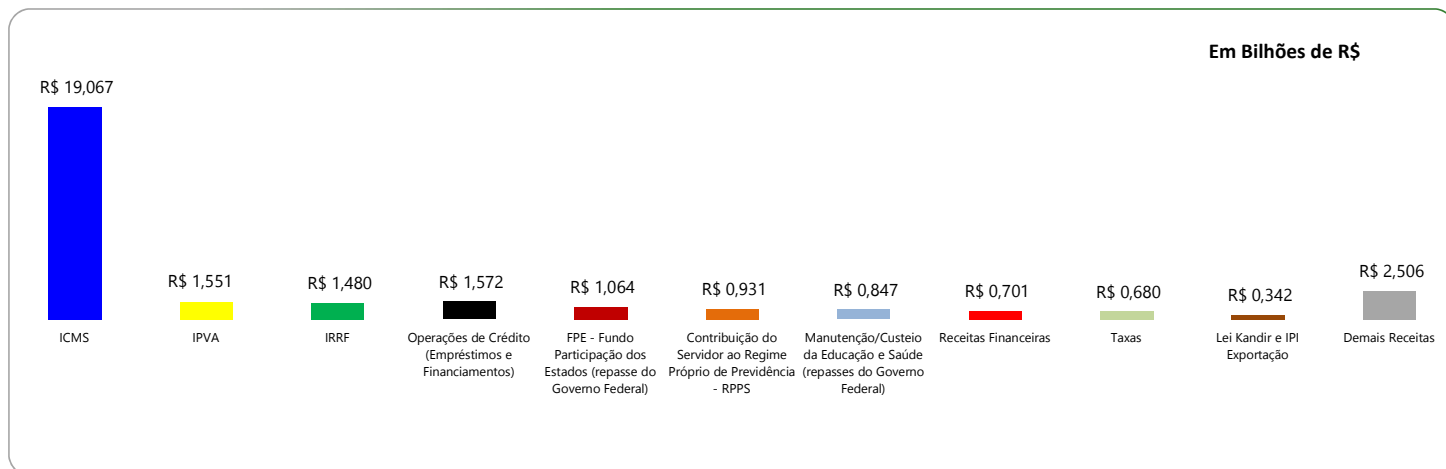 Em Bilhões de R$
R$ 19,067
R$ 1,551
R$ 1,480
R$ 1,572
R$ 1,064
R$ 0,931
R$ 0,847
R$ 0,701
R$ 0,680
R$ 0,342
R$ 2,506
ICMS
IPVA
IRRF
Operações de Crédito
(Empréstimos e
Financiamentos)
FPE - Fundo
Participação dos
Estados (repasse do
Governo Federal)
Contribuição do
Servidor ao Regime
Próprio de Previdência
- RPPS
Manutenção/Custeio
da Educação e Saúde
(repasses do Governo
Federal)
Receitas Financeiras
Taxas
Lei Kandir e IPI
Exportação
Demais Receitas